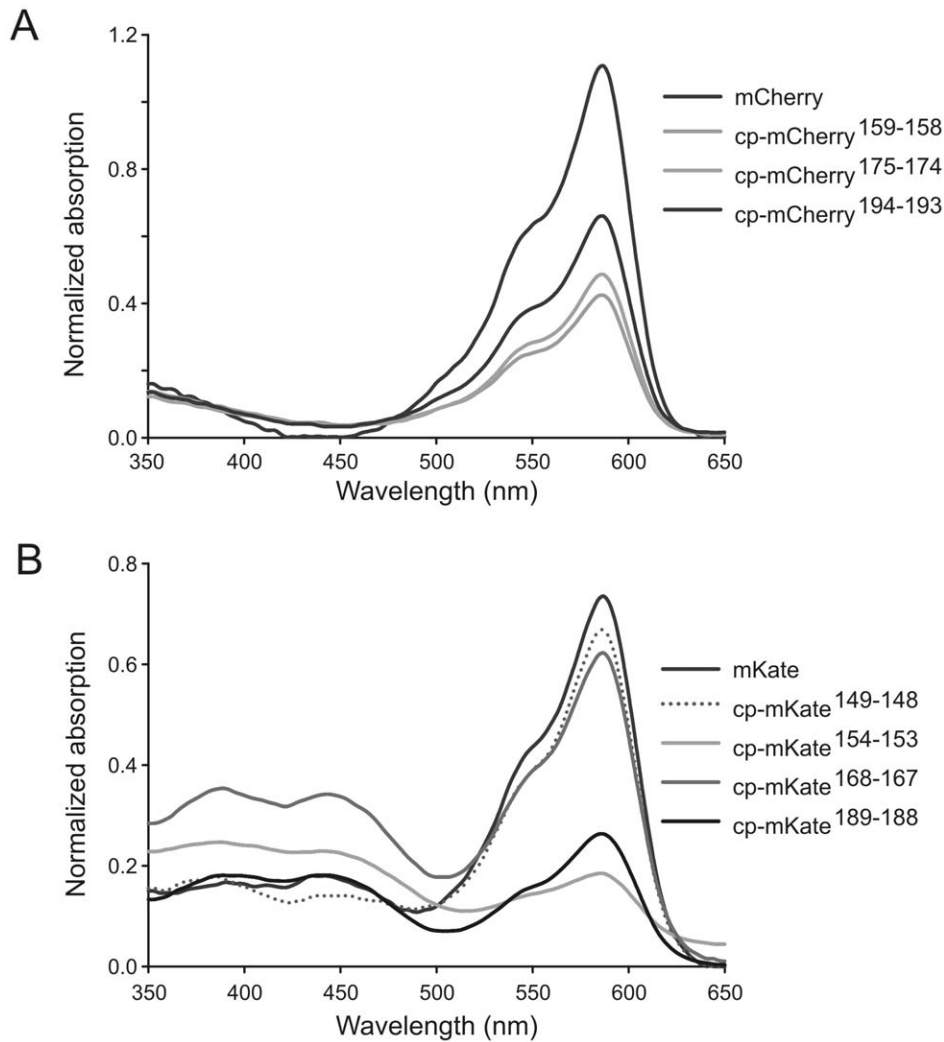 A
1.2
0.8
0.4
0.0
Normalized absorption
350 400 450 500 550 600 650
Wavelength (nm)
mCherry
cp-mCherry159-158
cp-mCherry175-174
cp-mCherry194-193
B
0.8
0.6
0.4
0.2
0.0
Normalized absorption
350 400 450 500 550 600 650
Wavelength (nm)
mKate
cp-mKate149-148
cp-mKate154-153
cp-mKate168-167
cp-mKate189-188